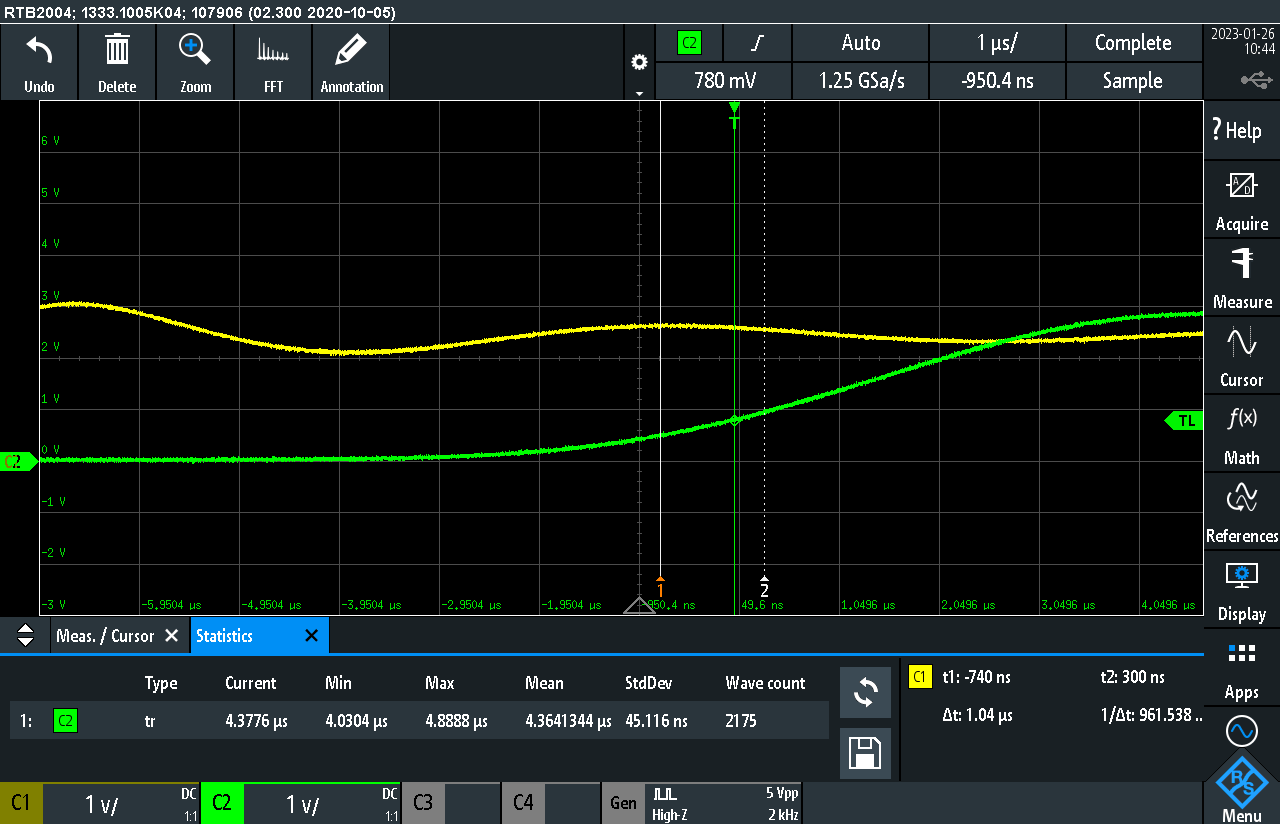 RTB2004; 1333.1005K04; 107906 (02.300 2020-10-05)
Undo Delete Zoom FFT Annotation
C2 Auto 1 µs/ Complete
780 mV 1.25 GSa/s -950.4 ns Sample
2023-01-26
10:44
? Help
Acquire
Measure
Cursor
f(x)
Math
References
Display
Apps
R&S
Menu
T
6 V
5 V
4 V
3 V
2 V
1 V
0 V
-1 V
-2 V
-3 V
C2
TL
1 2
-5.9504 µs -4.9504 µs -3.9504 µs -2.9504 µs -1.9504 µs -950.4 ns 49.6 ns 1.0496 µs 2.0496 µs 3.0496 µs 4.0496 µs
Meas. / Cursor Statistics
Type Current Min Max Mean StdDev Wave count
1: C2 tr 4.3776 µs 4.0304 µs 4.8888 µs 4.3641344 µs 45.116 ns 2175
C1 t1: -740 ns t2: 300 ns
Δt: 1.04 µs 1/Δt: 961.538 ..
C1 1 V/ DC 1:1
C2 1 V/ DC 1:1
C3
C4
Gen 5 Vpp
High-Z 2 kHz